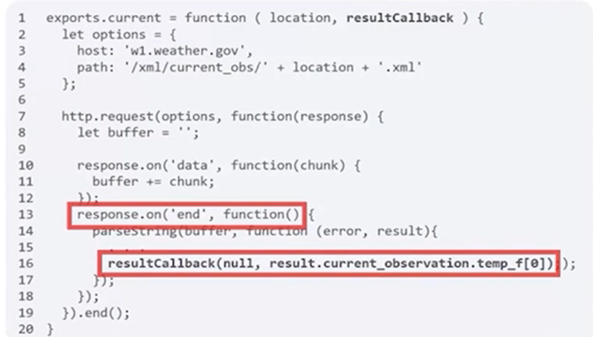 1 exports.current = function ( location, resultCallback ) {
2 let options = {
3 host: 'w1.weather.gov',
4 path: '/xml/current_obs/' + location + '.xml'
5 };
6
7 http.request(options, function(response) {
8 let buffer = '';
9
10 response.on('data', function(chunk) {
11 buffer += chunk;
12 });
13 response.on('end', function() {
14 parseString(buffer, function (error, result){
15 . . .
16 resultCallback(null, result.current_observation.temp_f[0]););
17 });
18 });
19 }).end();
20 }